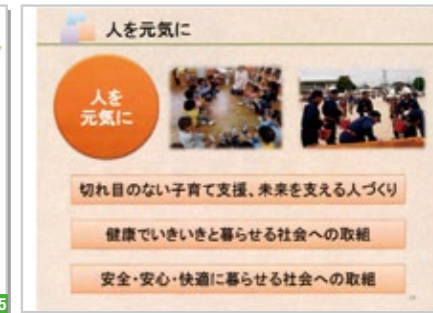 人を元気に
人を
元気に
切れ目のない子育て支援、未来を支える人づくり
健康でいきいきと暮らせる社会への取組
安全・安心・快適に暮らせる社会への取組
5